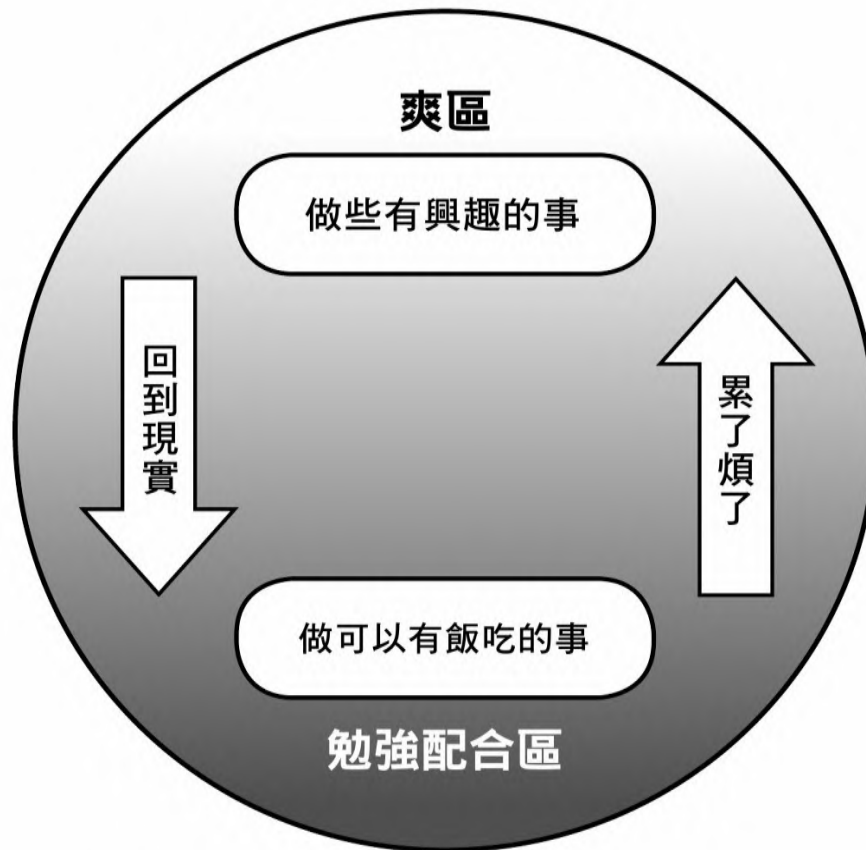 爽區
做些有興趣的事
回到現實
累了煩了
做可以有飯吃的事
勉強配合區